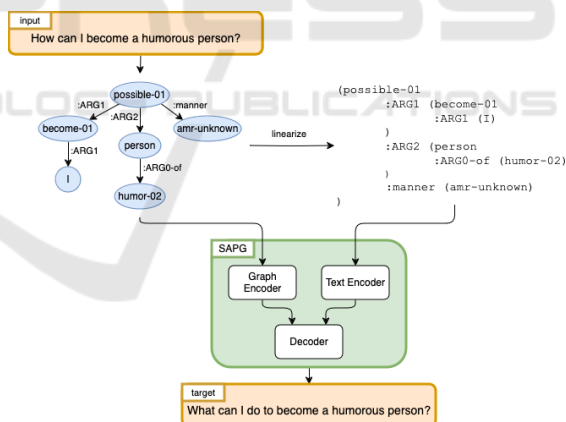 input
How can I become a humorous person?
possible-01
:ARG1
:ARG2
:manner
become-01
person
amr-unknown
:ARG1
:ARG0-of
I
humor-02
linearize
(possible-01
:ARG1 (become-01
:ARG1 (I)
)
:ARG2 (person
:ARG0-of (humor-02)
)
:manner (amr-unknown)
)
SAPG
Graph
Encoder
Text Encoder
Decoder
target
What can I do to become a humorous person?